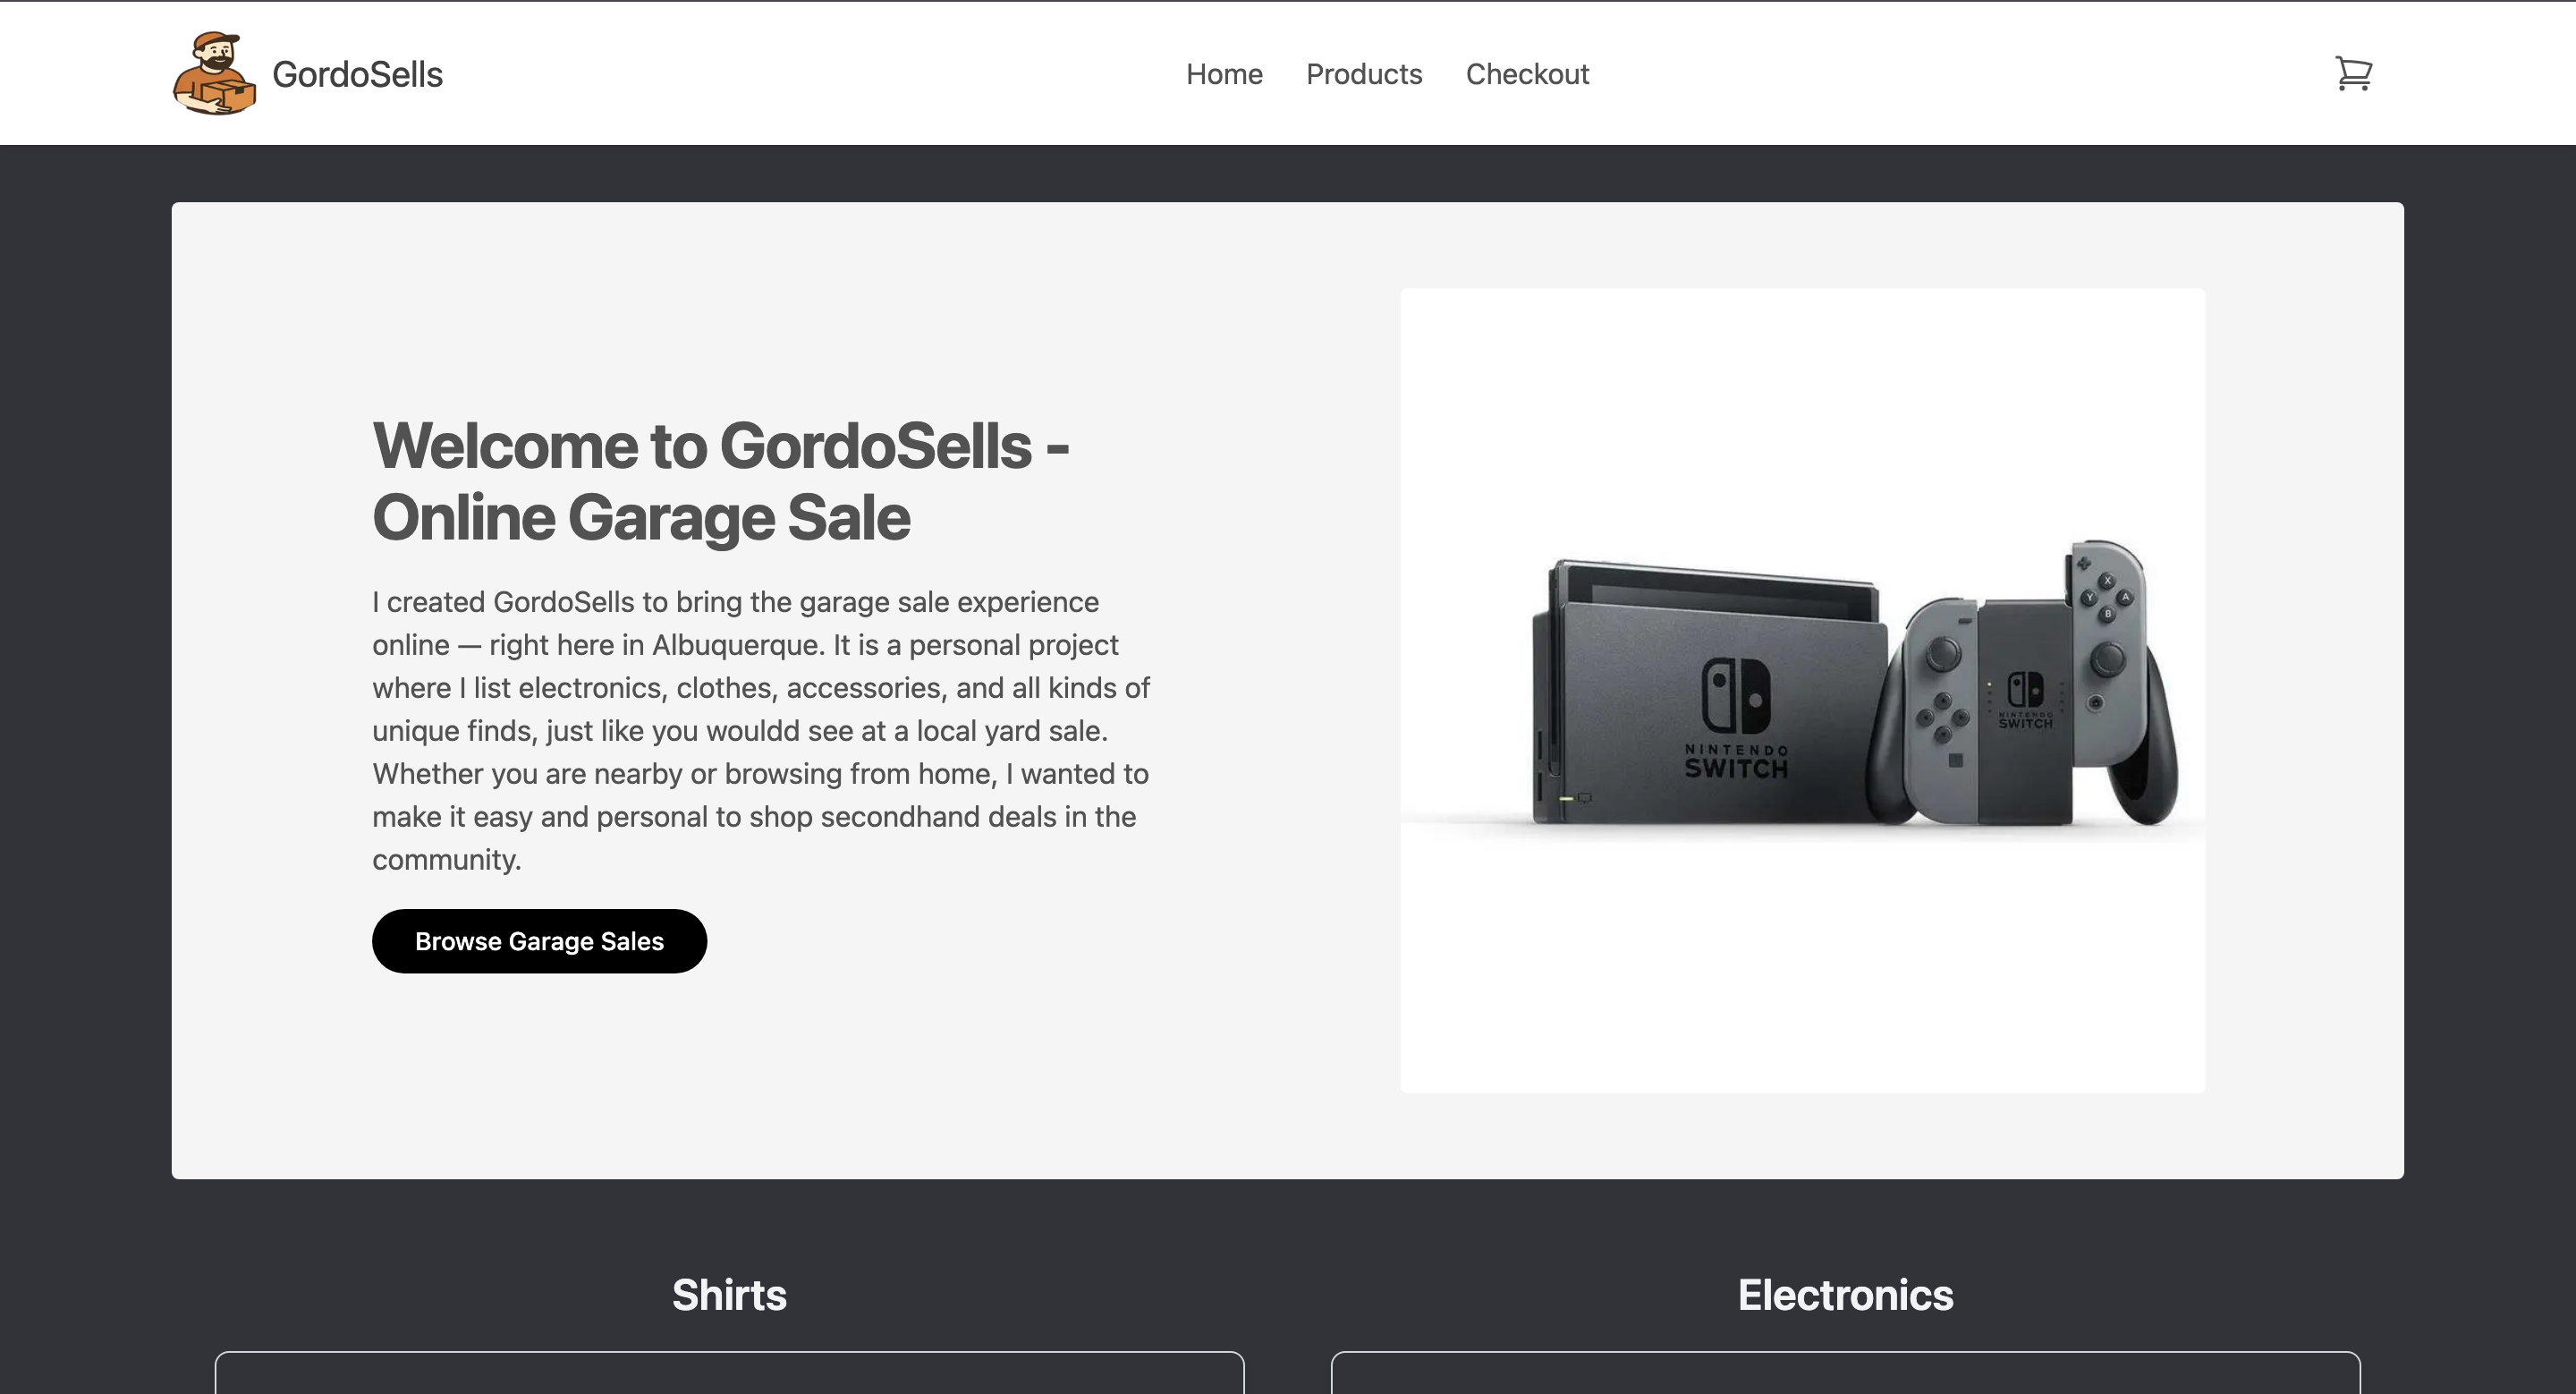 GordoSells
Home
Products
Checkout
Welcome to GordoSells -
Online Garage Sale
I created GordoSells to bring the garage sale experience
online — right here in Albuquerque. It is a personal project
where I list electronics, clothes, accessories, and all kinds of
unique finds, just like you wouldd see at a local yard sale.
Whether you are nearby or browsing from home, I wanted to
make it easy and personal to shop secondhand deals in the
community.
Browse Garage Sales
NINTENDO
SWITCH
NINTENDO
SWITCH
X
Y
A
B
Shirts
Electronics